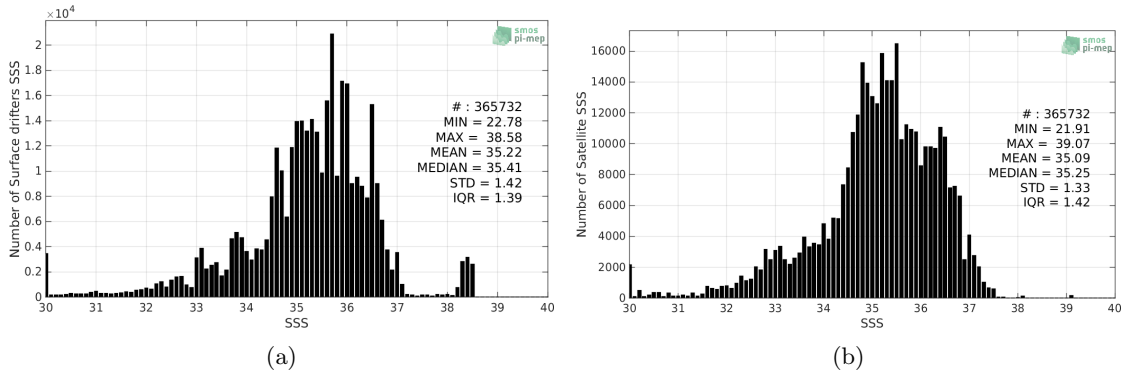 ×10⁴
smos
pi-mep
2
1.8
1.6
1.4
1.2
1
0.8
0.6
0.4
0.2
0
Number of Surface drifters SSS
# : 365732
MIN = 22.78
MAX = 38.58
MEAN = 35.22
MEDIAN = 35.41
STD = 1.42
IQR = 1.39
30 31 32 33 34 35 36 37 38 39 40
SSS
(a)
smos
pi-mep
16000
14000
12000
10000
8000
6000
4000
2000
0
Number of Satellite SSS
# : 365732
MIN = 21.91
MAX = 39.07
MEAN = 35.09
MEDIAN = 35.25
STD = 1.33
IQR = 1.42
30 31 32 33 34 35 36 37 38 39 40
SSS
(b)